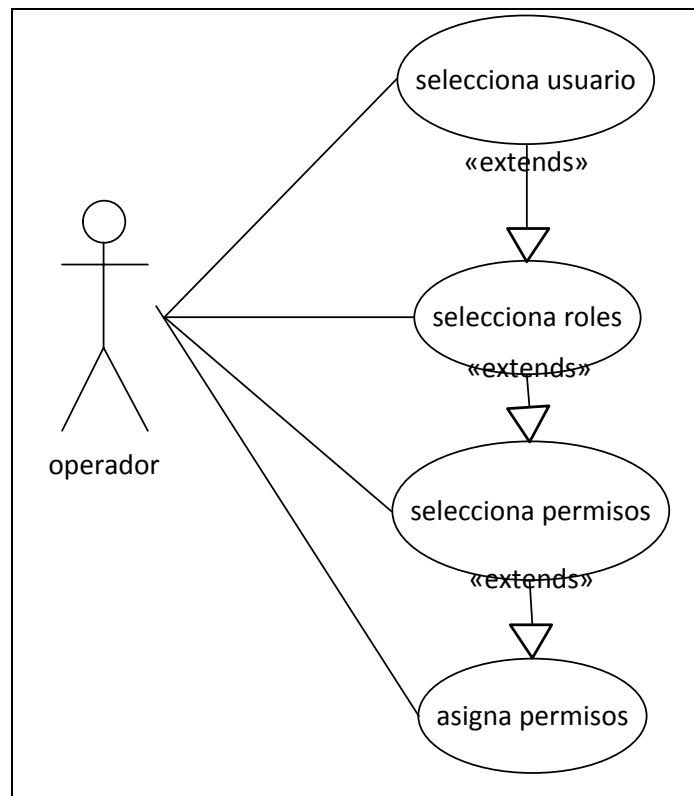 selecciona usuario
«extends»
selecciona roles
«extends»
operador
selecciona permisos
«extends»
asigna permisos